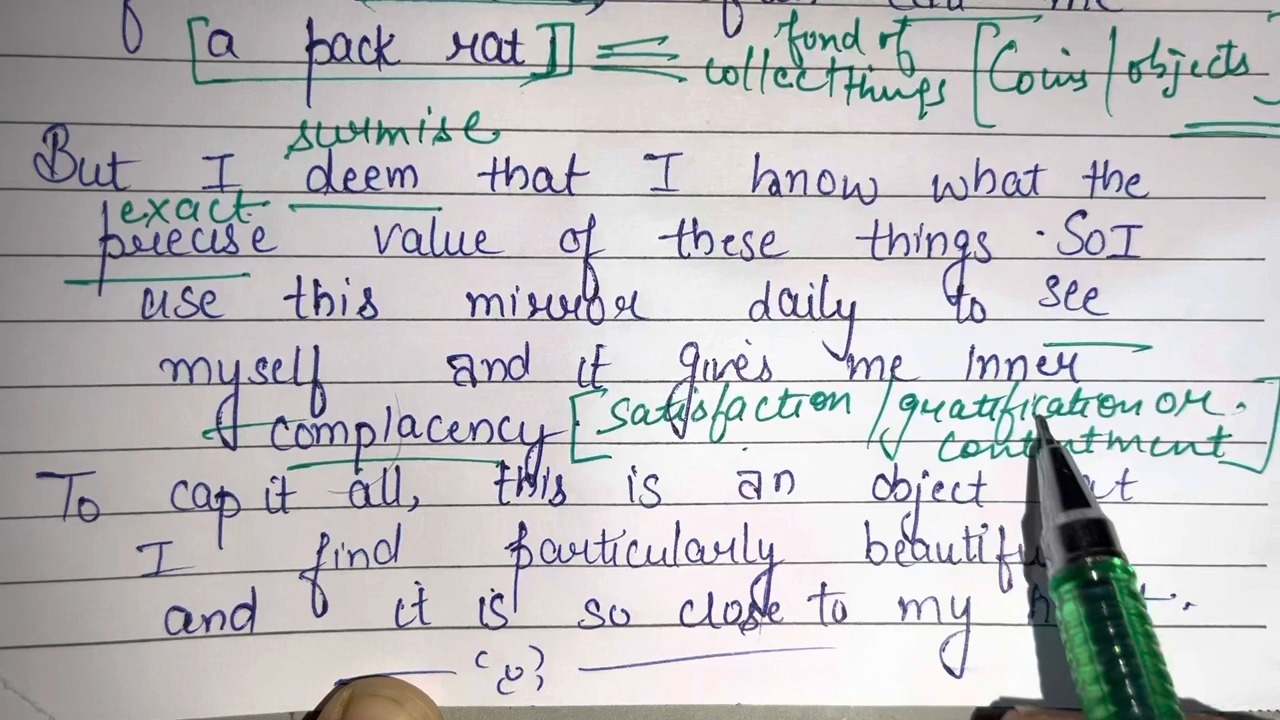 [a pack rat] = fond of
collect things [Coins/objects
surmise
But I deem that I know what the
exact
precise value of these things. So I
use this mirror daily to see
myself and it gives me inner
complacency [Satisfaction / gratification or
contentment]
To cap it all, this is an object
I find particularly
and it is so close to my